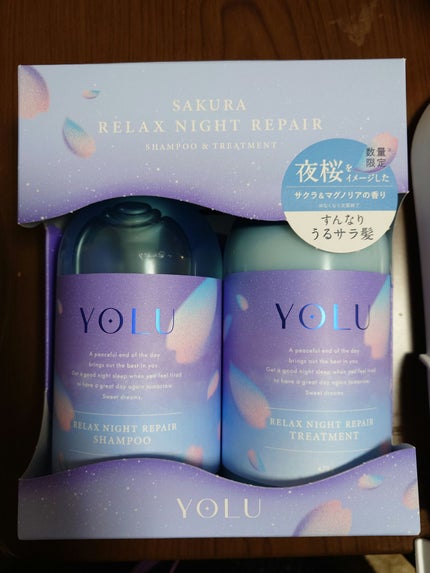 SAKURA
RELAX NIGHT REPAIR
SHAMPOO & TREATMENT
数量
限定
夜桜をイメージした
サクラ&マグノリアの香り
すんなり
うるサラ髪
YOLU
A peaceful end of the day
brings out the best in you.
Get a good night sleep when you feel tired
to have a great day again tomorrow.
Sweet dreams.
RELAX NIGHT REPAIR
SHAMPOO
YOLU
A peaceful end of the day
brings out the best in you.
Get a good night sleep when you feel tired
to have a great day again tomorrow.
Sweet dreams.
RELAX NIGHT REPAIR
TREATMENT
YOLU